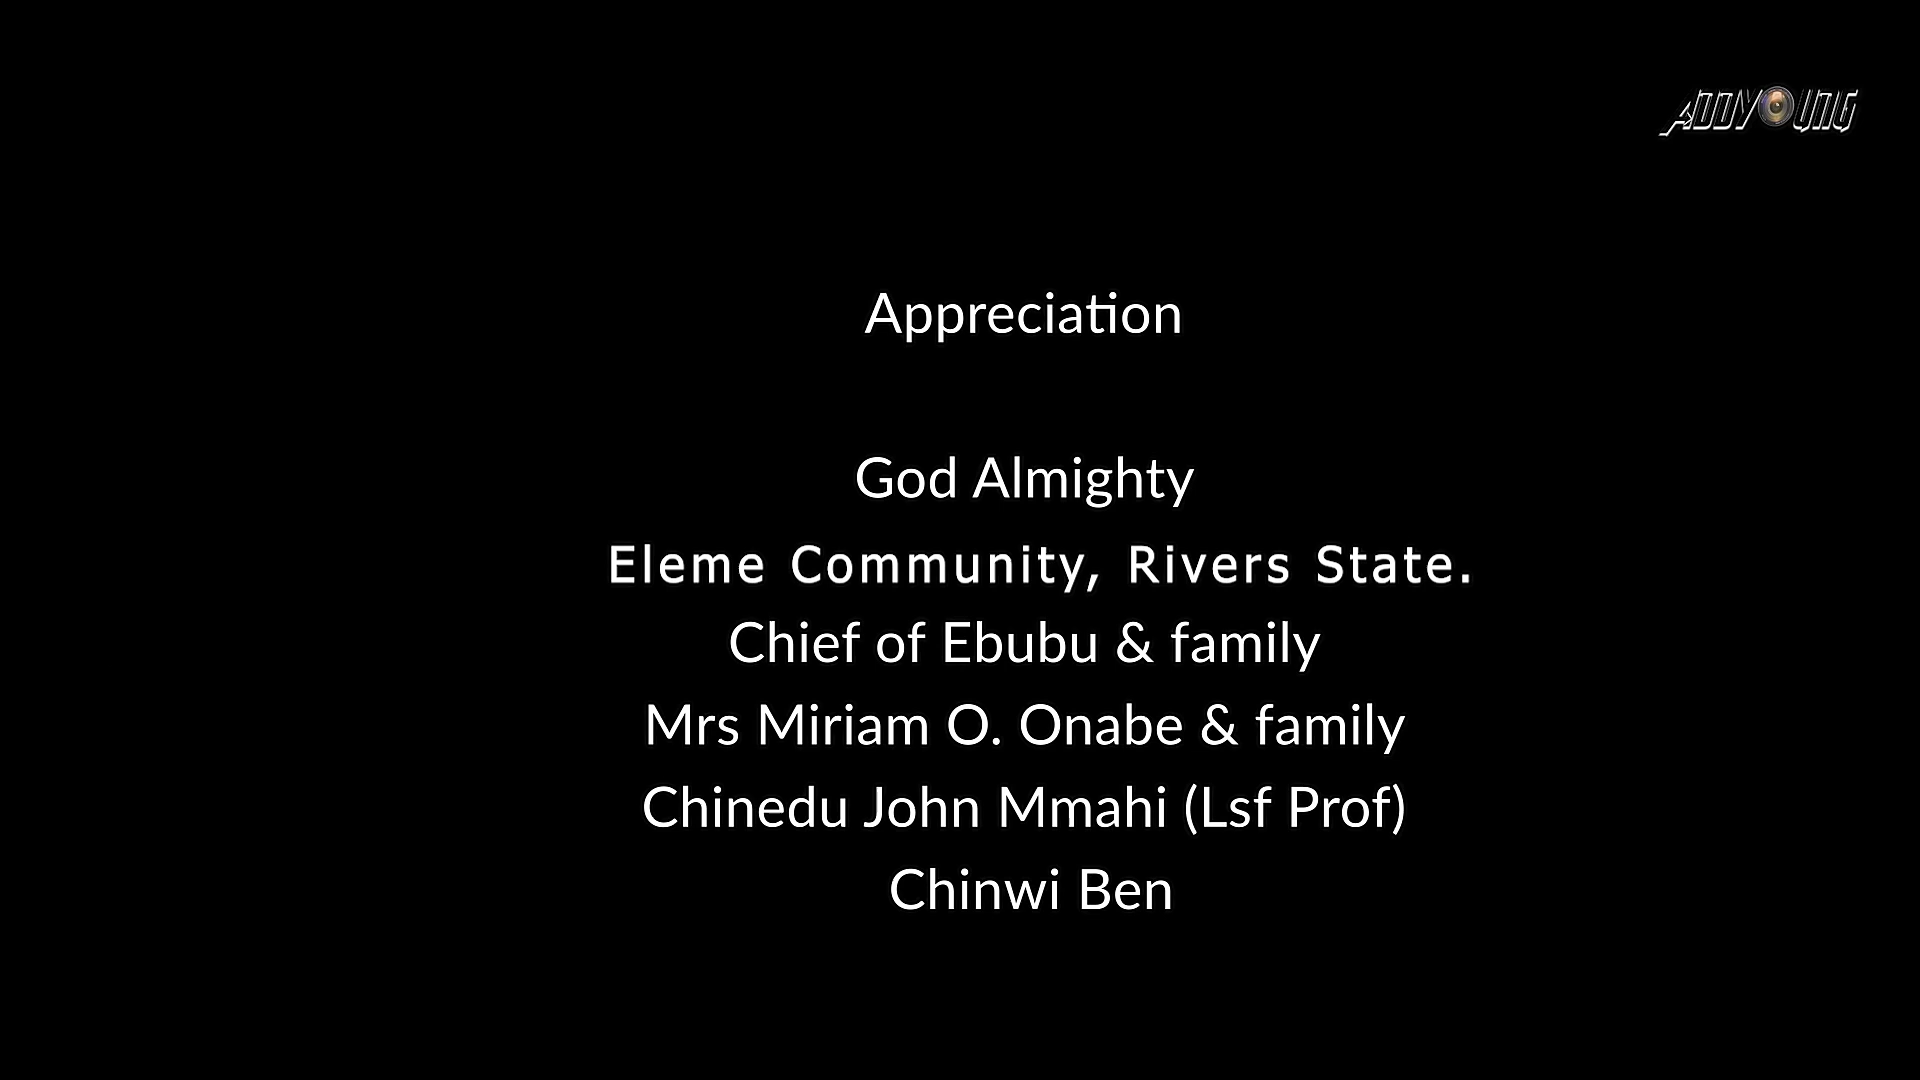 ADDYOUNG
Appreciation
God Almighty
Eleme Community, Rivers State.
Chief of Ebubu & family
Mrs Miriam O. Onabe & family
Chinedu John Mmahi (Lsf Prof)
Chinwi Ben